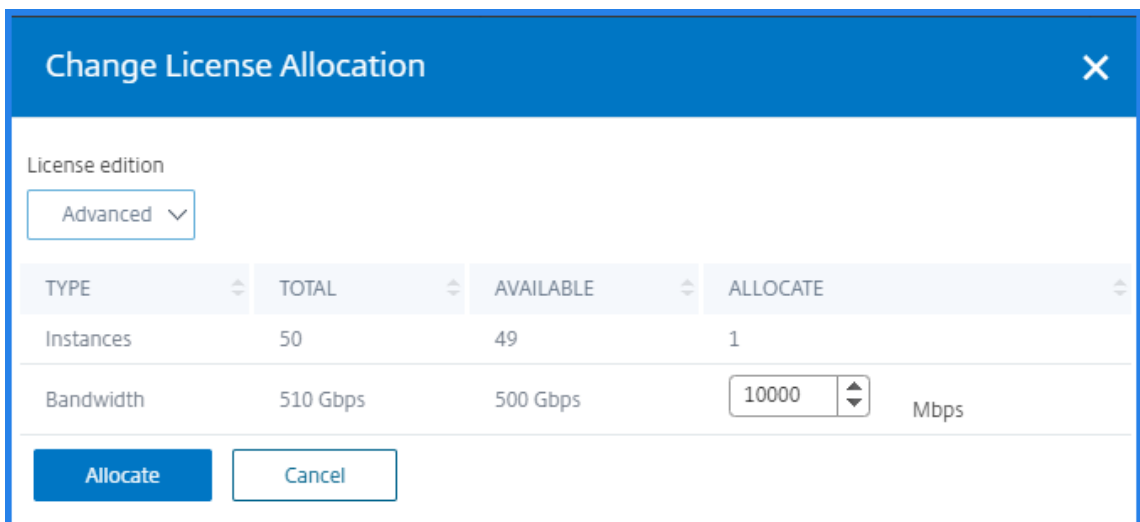 Change License Allocation
License edition
Advanced
TYPE TOTAL AVAILABLE ALLOCATE
Instances 50 49 1
Bandwidth 510 Gbps 500 Gbps 10000 Mbps
Allocate Cancel